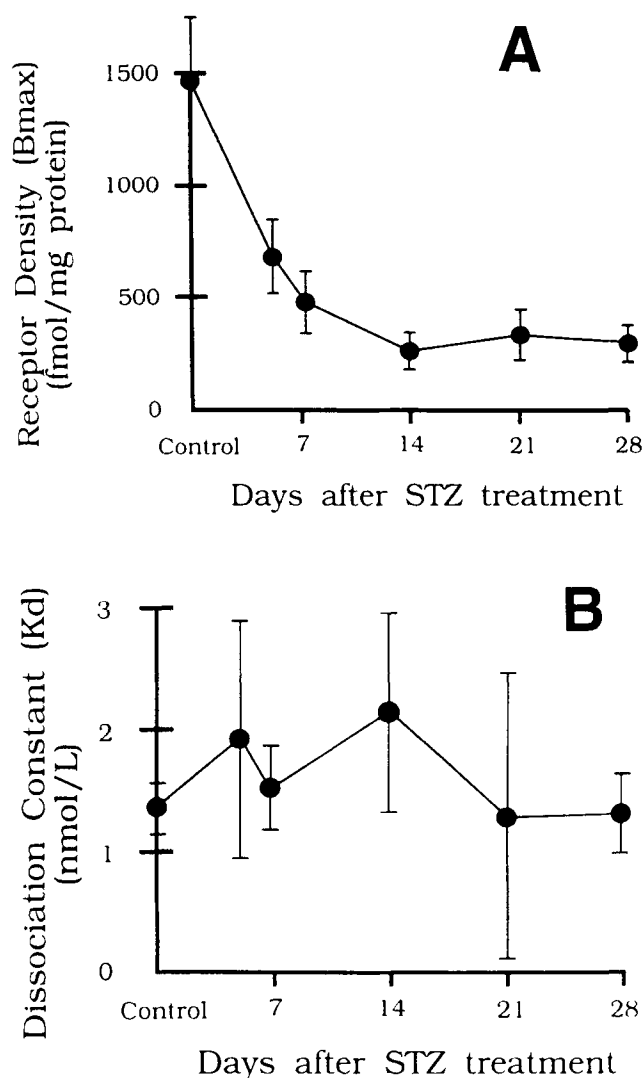 A
Receptor Density (Bmax)
(fmol/mg protein)
1500
1000
500
0
Control 7 14 21 28
Days after STZ treatment
B
Dissociation Constant (Kd)
(nmol/L)
3
2
1
0
Control 7 14 21 28
Days after STZ treatment